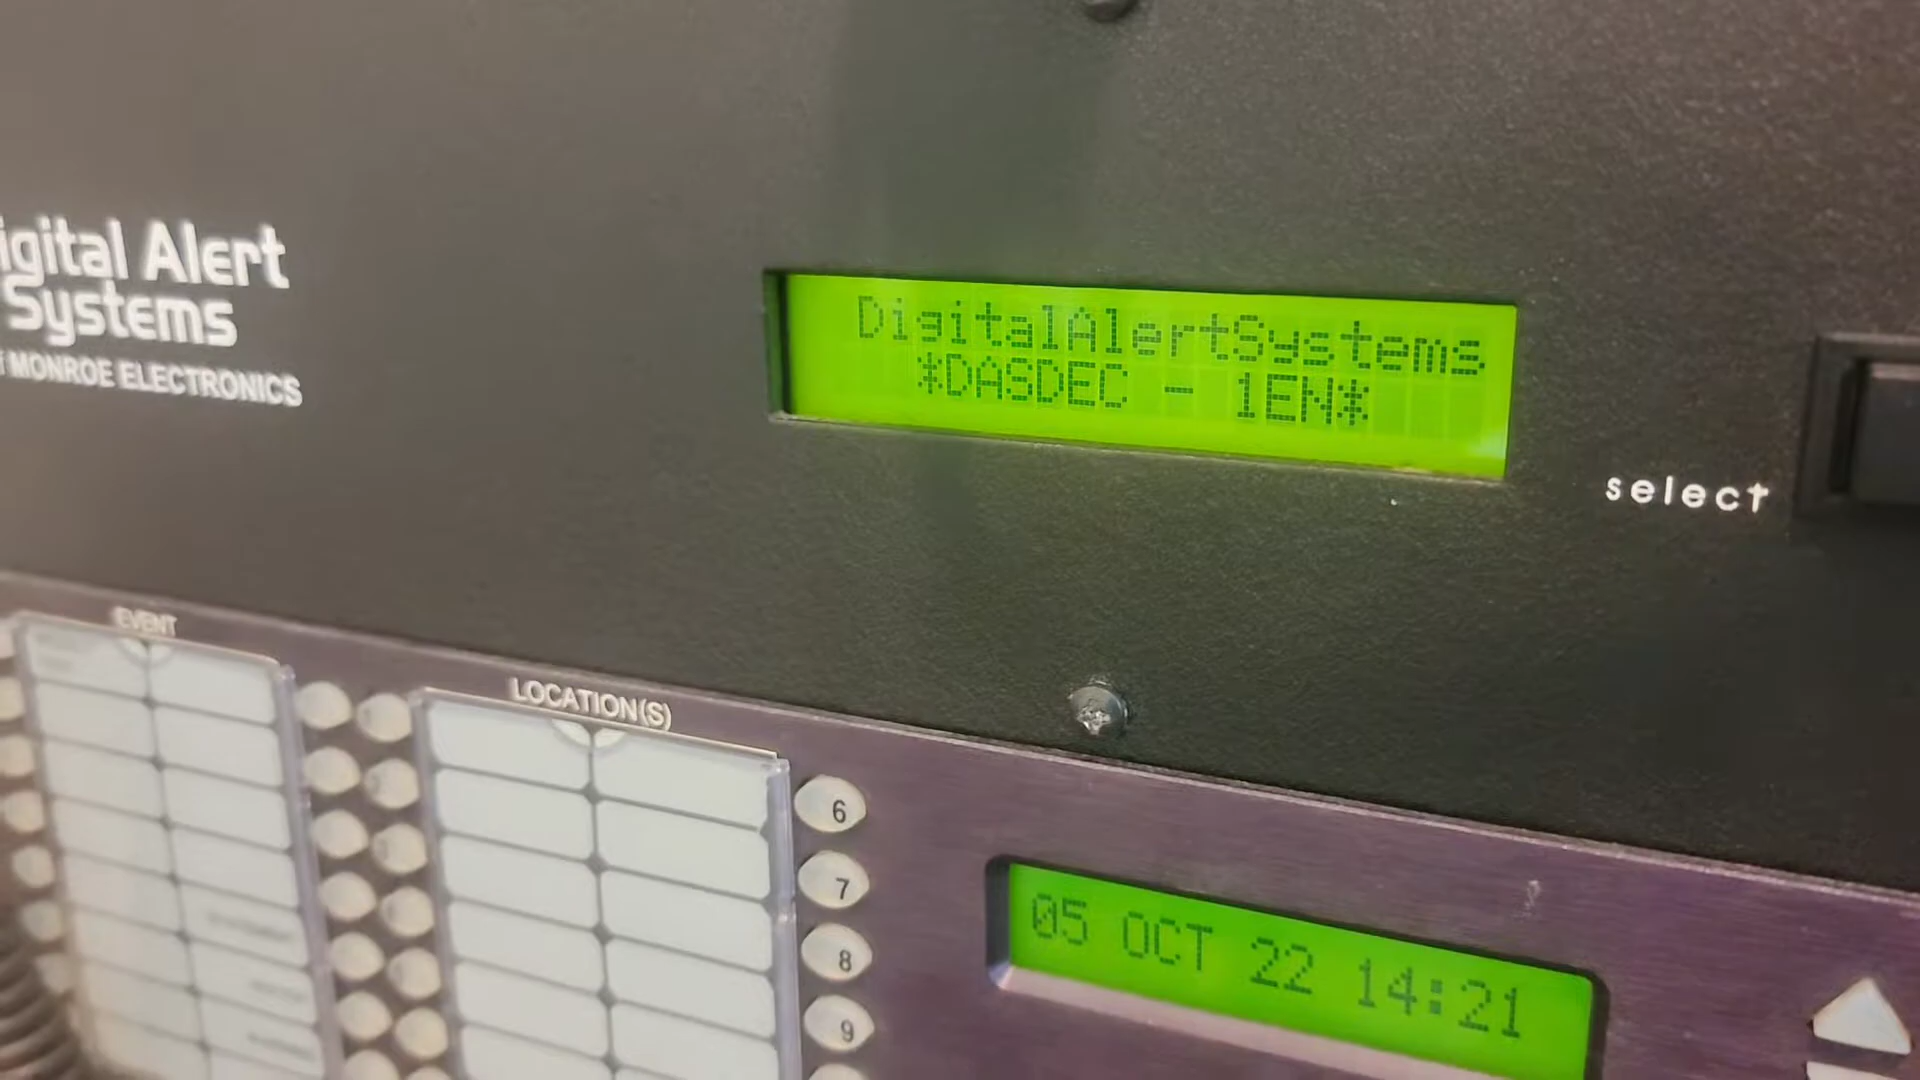 igital Alert
Systems
MONROE ELECTRONICS
DigitalAlertSystems
*DASDEC - 1EN*
select
EVENT
LOCATION(S)
6
7
8
9
05 OCT 22 14:21